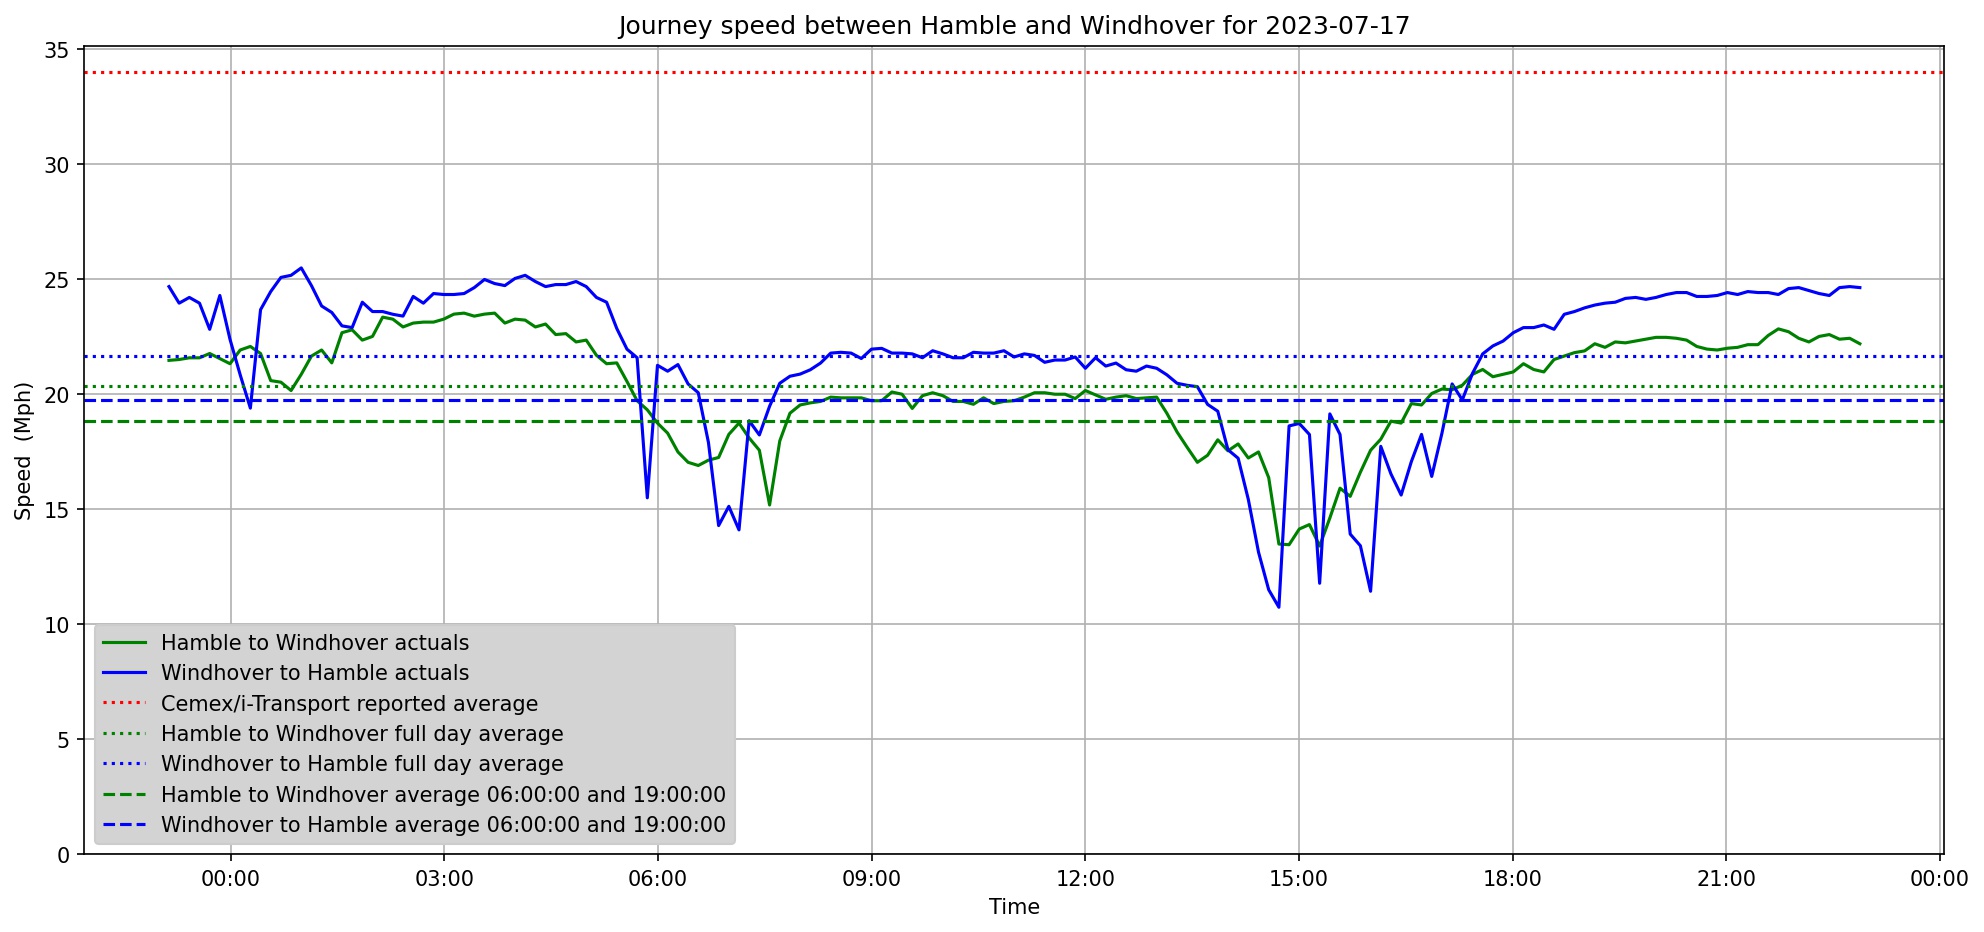 Journey speed between Hamble and Windhover for 2023-07-17
35
30
25
20
15
10
5
0
Speed (Mph)
Hamble to Windhover actuals
Windhover to Hamble actuals
Cemex/i-Transport reported average
Hamble to Windhover full day average
Windhover to Hamble full day average
Hamble to Windhover average 06:00:00 and 19:00:00
Windhover to Hamble average 06:00:00 and 19:00:00
00:00 03:00 06:00 09:00 12:00 15:00 18:00 21:00 00:00
Time